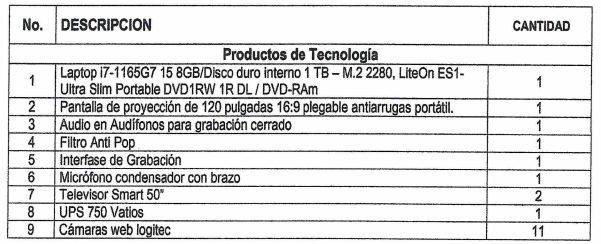 No. DESCRIPCION CANTIDAD
Productos de Tecnología
1 Laptop i7-1165G7 15 8GB/Disco duro interno 1 TB – M.2 2280, LiteOn ES1- 1
Ultra Slim Portable DVD1RW 1R DL / DVD-RAm
2 Pantalla de proyección de 120 pulgadas 16:9 plegable antiarrugas portátil. 1
3 Audio en Audífonos para grabación cerrado 1
4 Filtro Anti Pop 1
5 Interfase de Grabación 1
6 Micrófono condensador con brazo 1
7 Televisor Smart 50" 2
8 UPS 750 Vatios 1
9 Cámaras web logitec 11